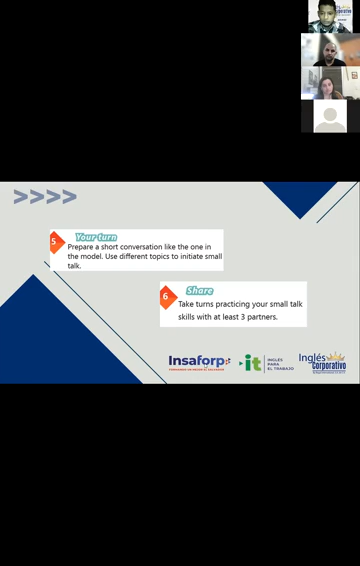 >>>>
5 Your turn
Prepare a short conversation like the one in
the model. Use different topics to initiate small
talk.
6 Share
Take turns practicing your small talk
skills with at least 3 partners.
Insaforp
it
INGLÉS
PARA
EL TRABAJO
Inglés
corporativo